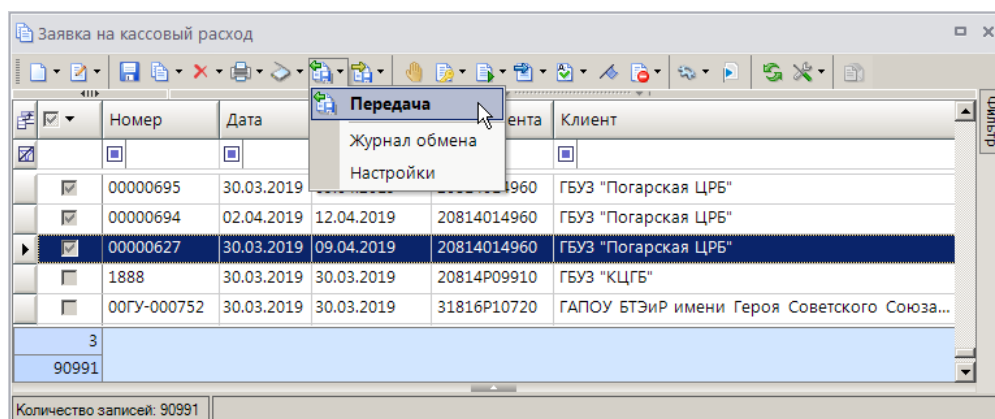 Заявка на кассовый расход
Передача
Журнал обмена
Настройки
Номер Дата ента Клиент
Фильтр
00000695 30.03.2019 4960 ГБУЗ "Погарская ЦРБ"
00000694 02.04.2019 12.04.2019 20814014960 ГБУЗ "Погарская ЦРБ"
00000627 30.03.2019 09.04.2019 20814014960 ГБУЗ "Погарская ЦРБ"
1888 30.03.2019 30.03.2019 20814Р09910 ГБУЗ "КЦГБ"
00ГУ-000752 30.03.2019 30.03.2019 31816Р10720 ГАПОУ БТЭиР имени Героя Советского Союза...
3
90991
Количество записей: 90991